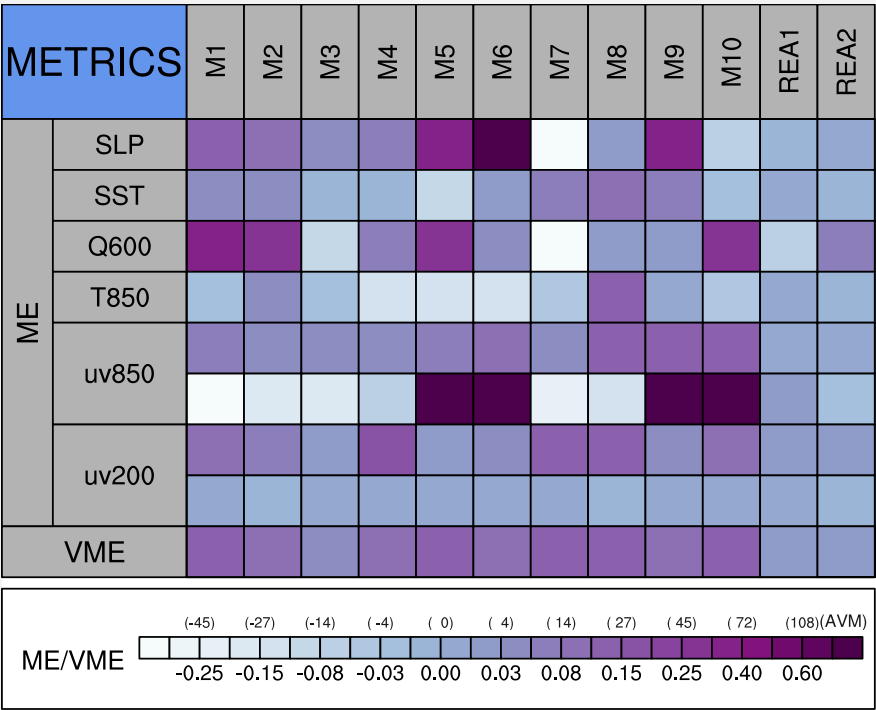 METRICS M1 M2 M3 M4 M5 M6 M7 M8 M9 M10 REA1 REA2
ME
SLP
SST
Q600
T850
uv850
uv200
VME
(-45) (-27) (-14) ( -4) ( 0) ( 4) ( 14) ( 27) ( 45) ( 72) (108)(AVM)
ME/VME
-0.25 -0.15 -0.08 -0.03 0.00 0.03 0.08 0.15 0.25 0.40 0.60